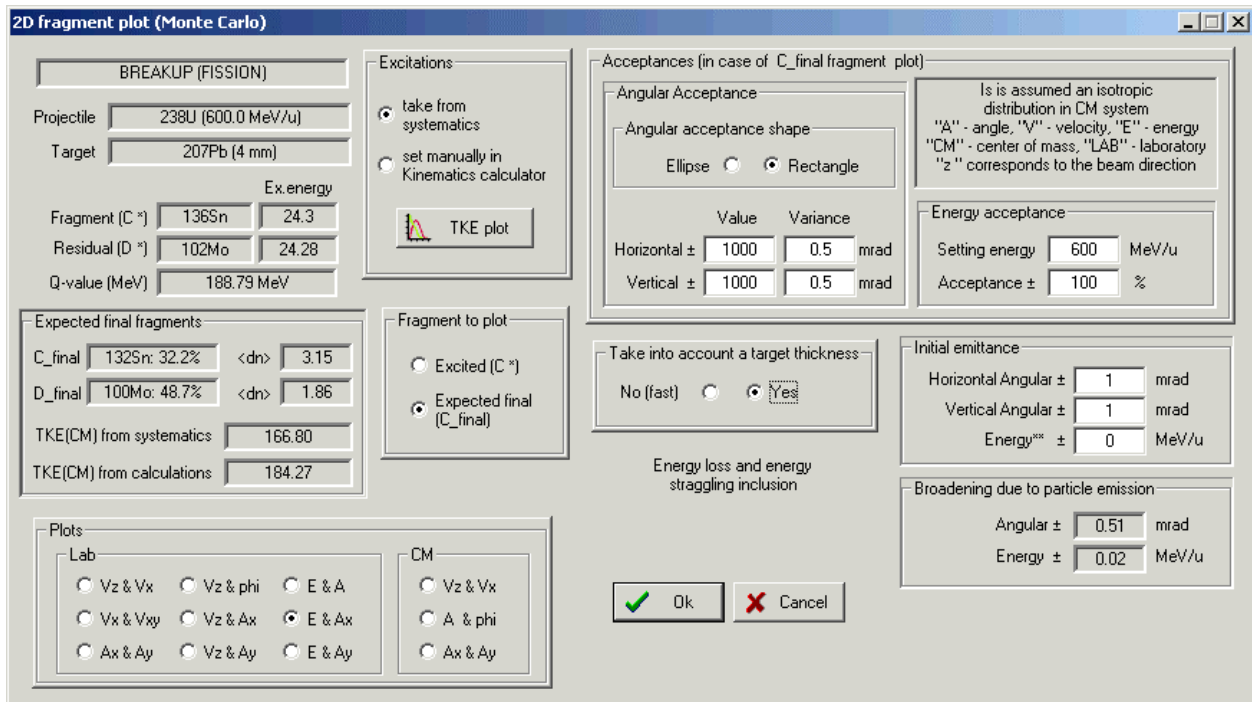 2D fragment plot (Monte Carlo)
BREAKUP (FISSION)
Projectile 238U (600.0 MeV/u)
Target 207Pb (4 mm)
Ex.energy
Fragment (C *) 136Sn 24.3
Residual (D *) 102Mo 24.28
Q-value (MeV) 188.79 MeV
Expected final fragments
C_final 132Sn: 32.2% <dn> 3.15
D_final 100Mo: 48.7% <dn> 1.86
TKE(CM) from systematics 166.80
TKE(CM) from calculations 184.27
Excitations
take from
systematics
set manually in
Kinematics calculator
TKE plot
Fragment to plot
Excited (C *)
Expected final
(C_final)
Acceptances (in case of C_final fragment plot)
Angular Acceptance
Angular acceptance shape
Ellipse Rectangle
Value Variance
Horizontal ± 1000 0.5 mrad
Vertical ± 1000 0.5 mrad
Is is assumed an isotropic
distribution in CM system
"A" - angle, "V" - velocity, "E" - energy
"CM" - center of mass, "LAB" - laboratory
"z " corresponds to the beam direction
Energy acceptance
Setting energy 600 MeV/u
Acceptance ± 100 %
Take into account a target thickness
No (fast) Yes
Energy loss and energy
straggling inclusion
Initial emittance
Horizontal Angular ± 1 mrad
Vertical Angular ± 1 mrad
Energy** ± 0 MeV/u
Broadening due to particle emission
Angular ± 0.51 mrad
Energy ± 0.02 MeV/u
Plots
Lab
Vz & Vx Vz & phi E & A
Vx & Vxy Vz & Ax E & Ax
Ax & Ay Vz & Ay E & Ay
CM
Vz & Vx
A & phi
Ax & Ay
Ok Cancel